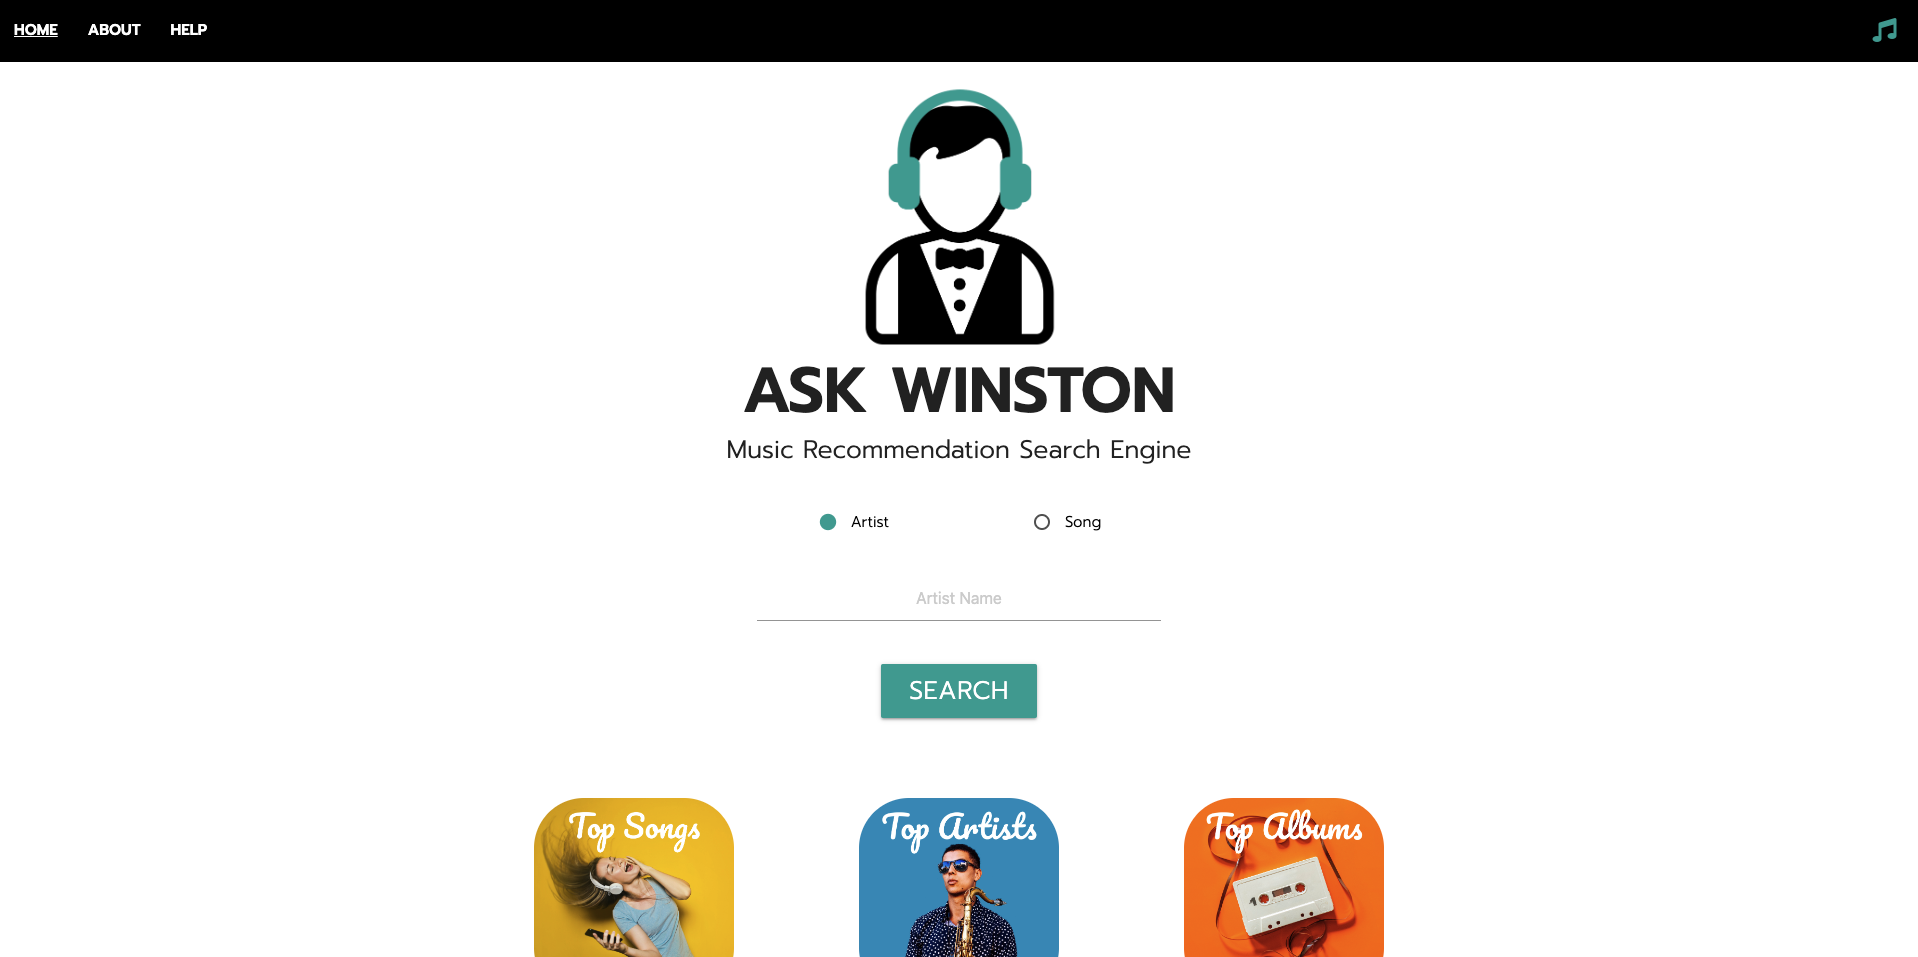 HOME ABOUT HELP
ASK WINSTON
Music Recommendation Search Engine
Artist Song
Artist Name
SEARCH
Top Songs Top Artists Top Albums